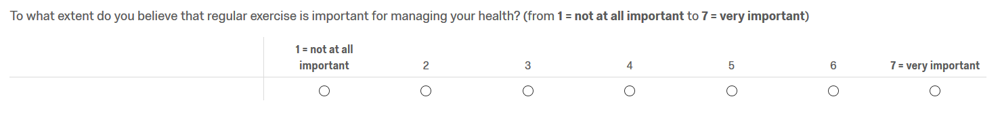 To what extent do you believe that regular exercise is important for managing your health? (from 1 = not at all important to 7 = very important)
1 = not at all
important 2 3 4 5 6 7 = very important